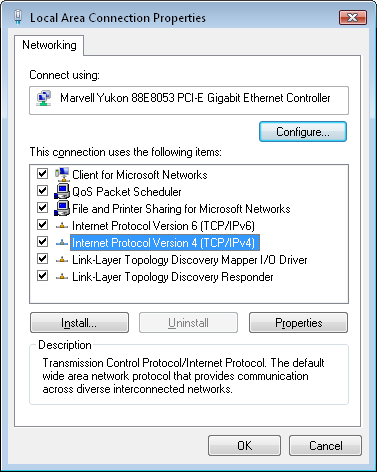 Local Area Connection Properties
Networking
Connect using:
Marvell Yukon 88E8053 PCI-E Gigabit Ethernet Controller
Configure...
This connection uses the following items:
Client for Microsoft Networks
QoS Packet Scheduler
File and Printer Sharing for Microsoft Networks
Internet Protocol Version 6 (TCP/IPv6)
Internet Protocol Version 4 (TCP/IPv4)
Link-Layer Topology Discovery Mapper I/O Driver
Link-Layer Topology Discovery Responder
Install... Uninstall Properties
Description
Transmission Control Protocol/Internet Protocol. The default
wide area network protocol that provides communication
across diverse interconnected networks.
OK Cancel